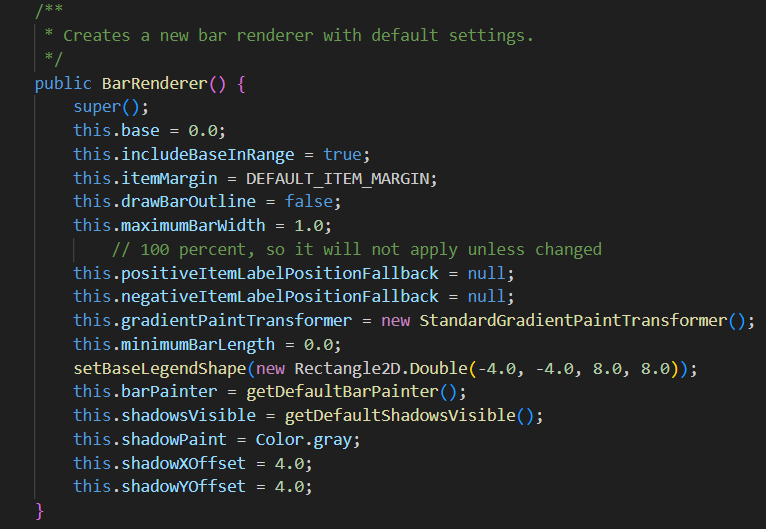 /**
 * Creates a new bar renderer with default settings.
 */
public BarRenderer() {
    super();
    this.base = 0.0;
    this.includeBaseInRange = true;
    this.itemMargin = DEFAULT_ITEM_MARGIN;
    this.drawBarOutline = false;
    this.maximumBarWidth = 1.0;
        // 100 percent, so it will not apply unless changed
    this.positiveItemLabelPositionFallback = null;
    this.negativeItemLabelPositionFallback = null;
    this.gradientPaintTransformer = new StandardGradientPaintTransformer();
    this.minimumBarLength = 0.0;
    setBaseLegendShape(new Rectangle2D.Double(-4.0, -4.0, 8.0, 8.0));
    this.barPainter = getDefaultBarPainter();
    this.shadowsVisible = getDefaultShadowsVisible();
    this.shadowPaint = Color.gray;
    this.shadowXOffset = 4.0;
    this.shadowYOffset = 4.0;
}